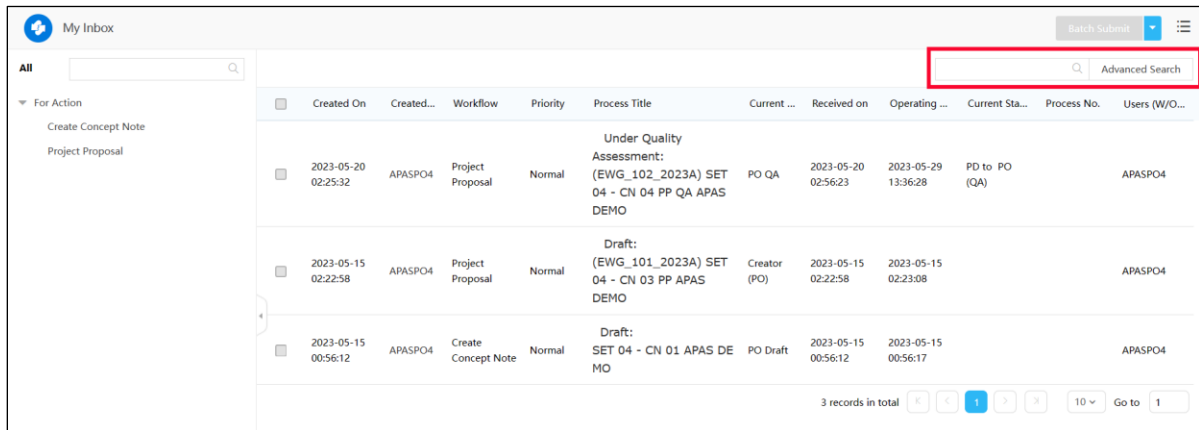 My Inbox
Batch Submit
All
Advanced Search
For Action
Create Concept Note
Project Proposal
Created On Created... Workflow Priority Process Title Current ... Received on Operating ... Current Sta... Process No. Users (W/O...
2023-05-20
02:25:32
APASPO4
Project
Proposal
Normal
Under Quality
Assessment:
(EWG_102_2023A) SET
04 - CN 04 PP QA APAS
DEMO
PO QA
2023-05-20
02:56:23
2023-05-29
13:36:28
PD to PO
(QA)
APASPO4
2023-05-15
02:22:58
APASPO4
Project
Proposal
Normal
Draft:
(EWG_101_2023A) SET
04 - CN 03 PP APAS
DEMO
Creator
(PO)
2023-05-15
02:22:58
2023-05-15
02:23:08
APASPO4
2023-05-15
00:56:12
APASPO4
Create
Concept Note
Normal
Draft:
SET 04 - CN 01 APAS DE
MO
PO Draft
2023-05-15
00:56:12
2023-05-15
00:56:17
APASPO4
3 records in total 1 10 Go to 1